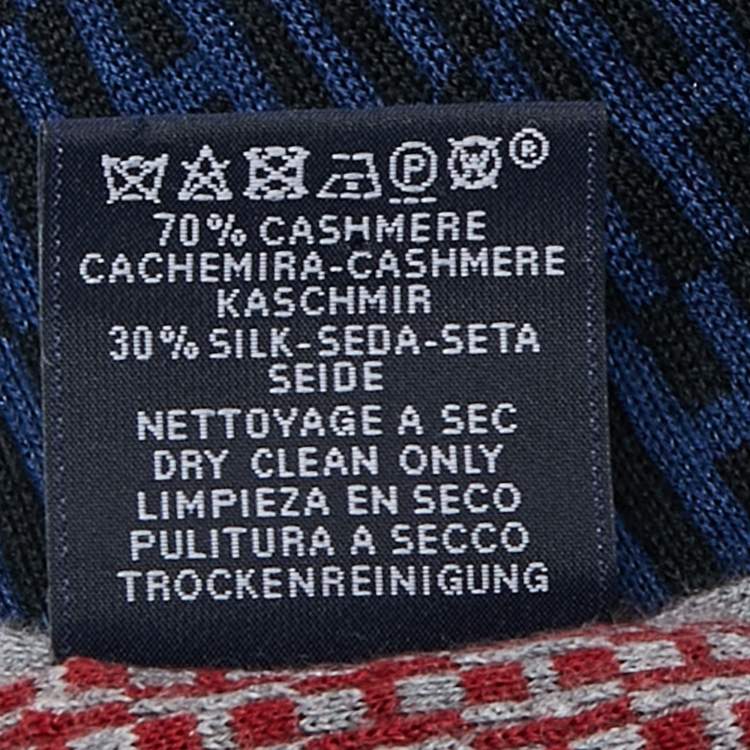 P W ®
70% CASHMERE
CACHEMIRA-CASHMERE
KASCHMIR
30% SILK-SEDA-SETA
SEIDE
NETTOYAGE A SEC
DRY CLEAN ONLY
LIMPIEZA EN SECO
PULITURA A SECCO
TROCKENREINIGUNG